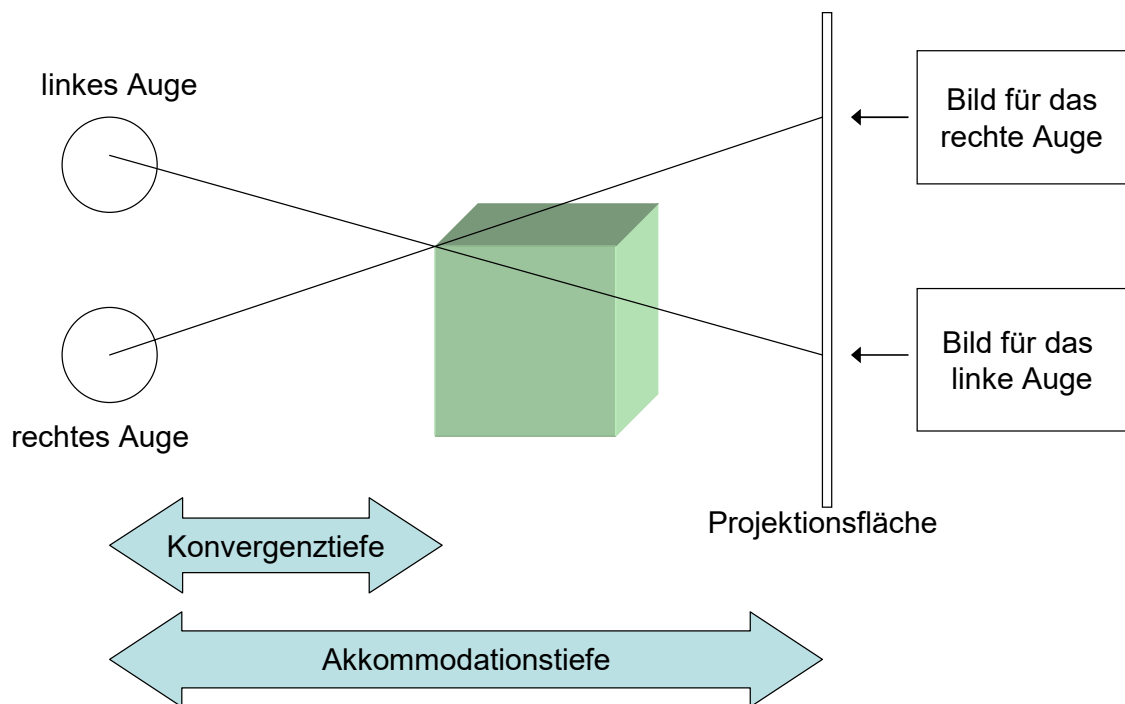 linkes Auge
Bild für das
rechte Auge
Bild für das
linke Auge
rechtes Auge
Projektionsfläche
Konvergenztiefe
Akkommodationstiefe